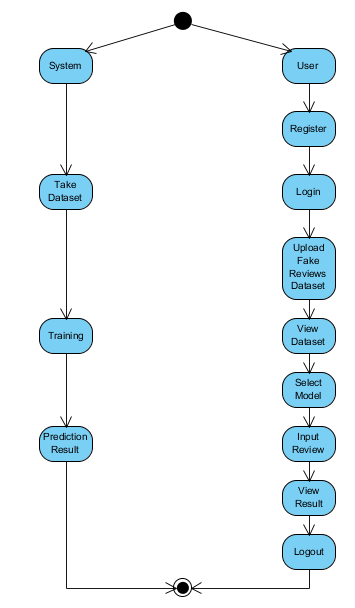 System
User
Register
Take
Dataset
Login
Upload
Fake
Reviews
Dataset
Training
View
Dataset
Select
Model
Prediction
Result
Input
Review
View
Result
Logout